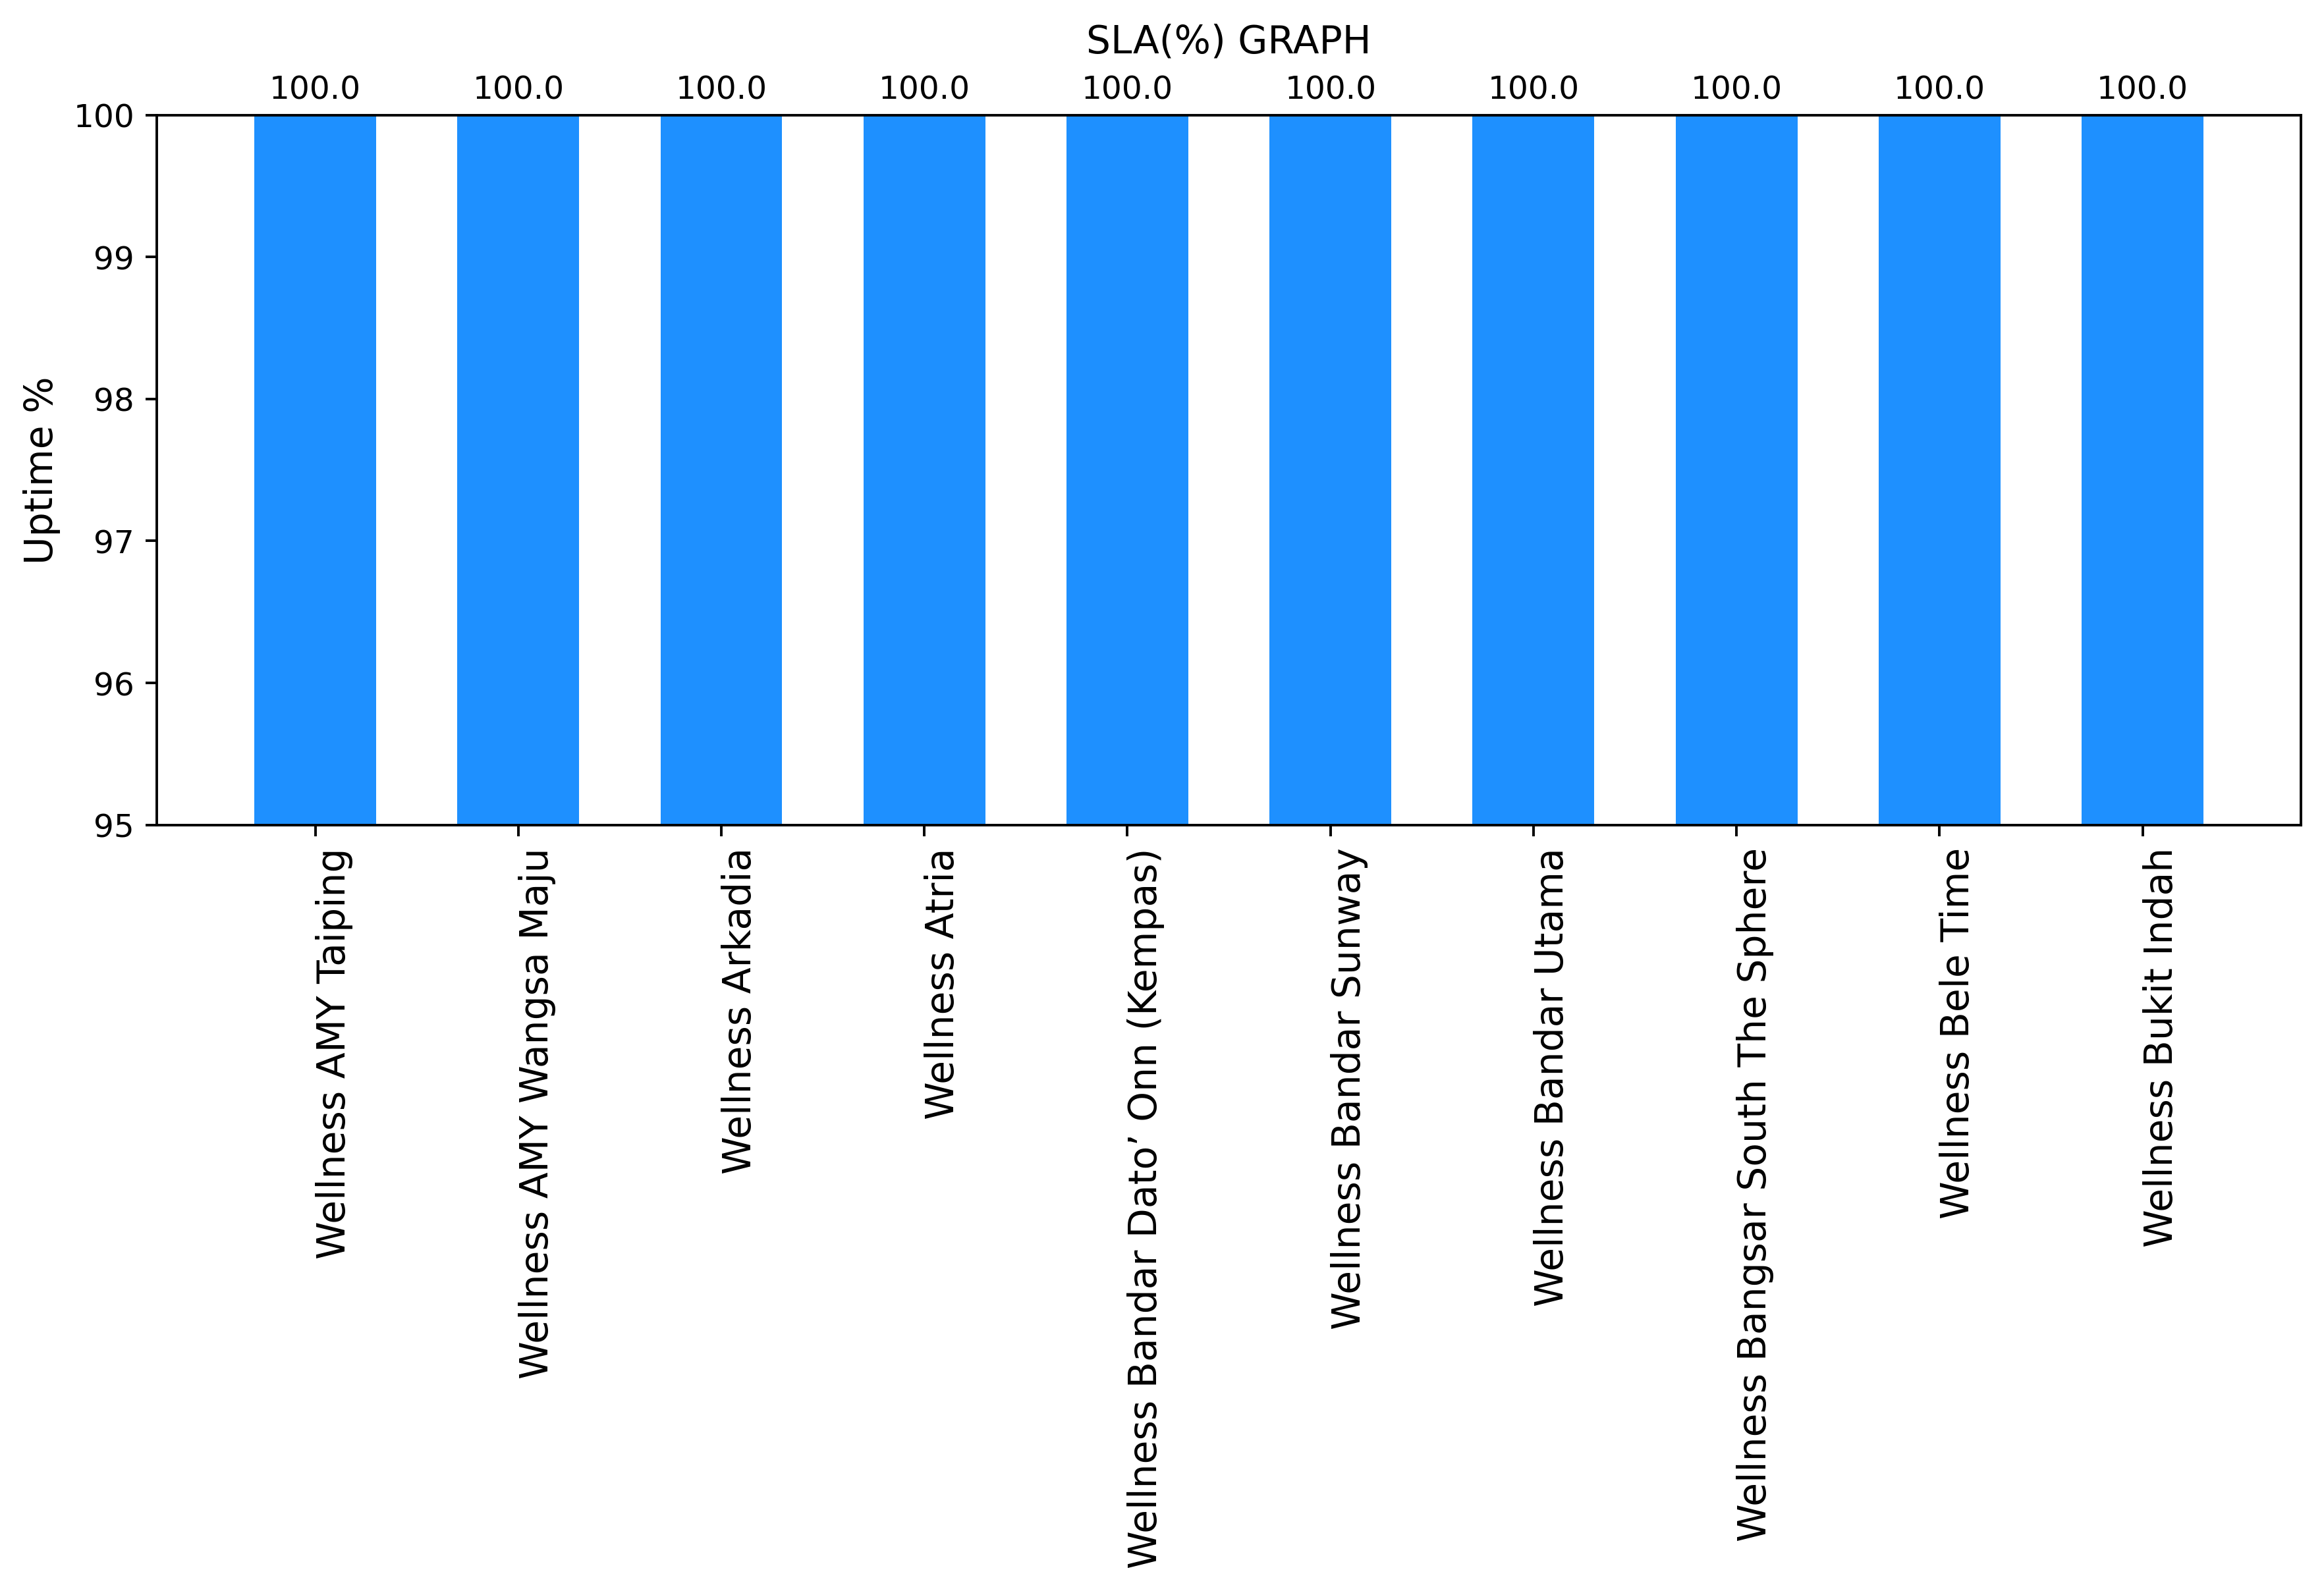 SLA(%) GRAPH
100.0 100.0 100.0 100.0 100.0 100.0 100.0 100.0 100.0 100.0
100
99
98
97
96
95
Uptime %
Wellness AMY Taiping
Wellness AMY Wangsa Maju
Wellness Arkadia
Wellness Atria
Wellness Bandar Dato’ Onn (Kempas)
Wellness Bandar Sunway
Wellness Bandar Utama
Wellness Bangsar South The Sphere
Wellness Bele Time
Wellness Bukit Indah